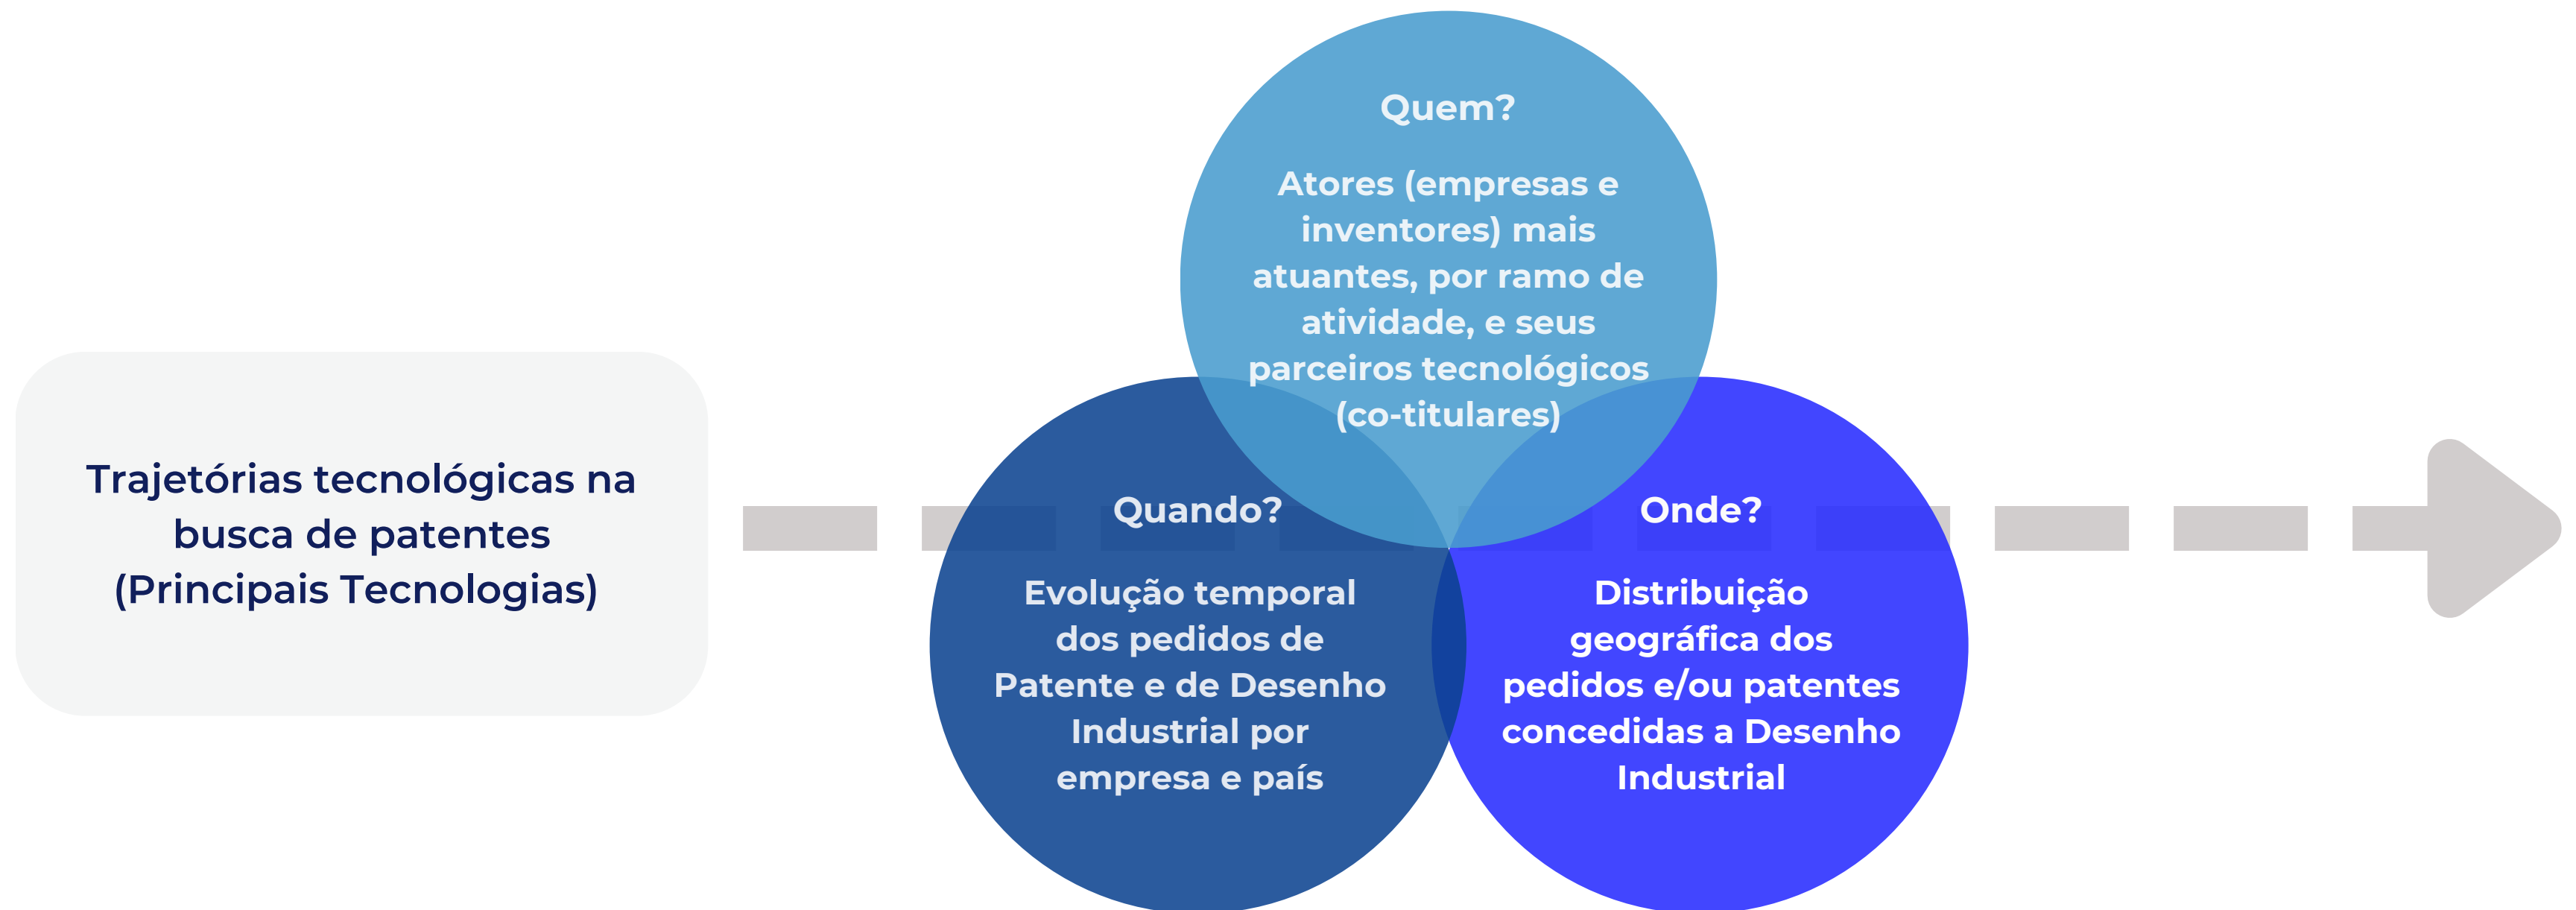 Trajetórias tecnológicas na
busca de patentes
(Principais Tecnologias)
Quem?
Atores (empresas e
inventores) mais
atuantes, por ramo de
atividade, e seus
parceiros tecnológicos
(co-titulares)
Quando?
Evolução temporal
dos pedidos de
Patente e de Desenho
Industrial por
empresa e país
Onde?
Distribuição
geográfica dos
pedidos e/ou patentes
concedidas a Desenho
Industrial